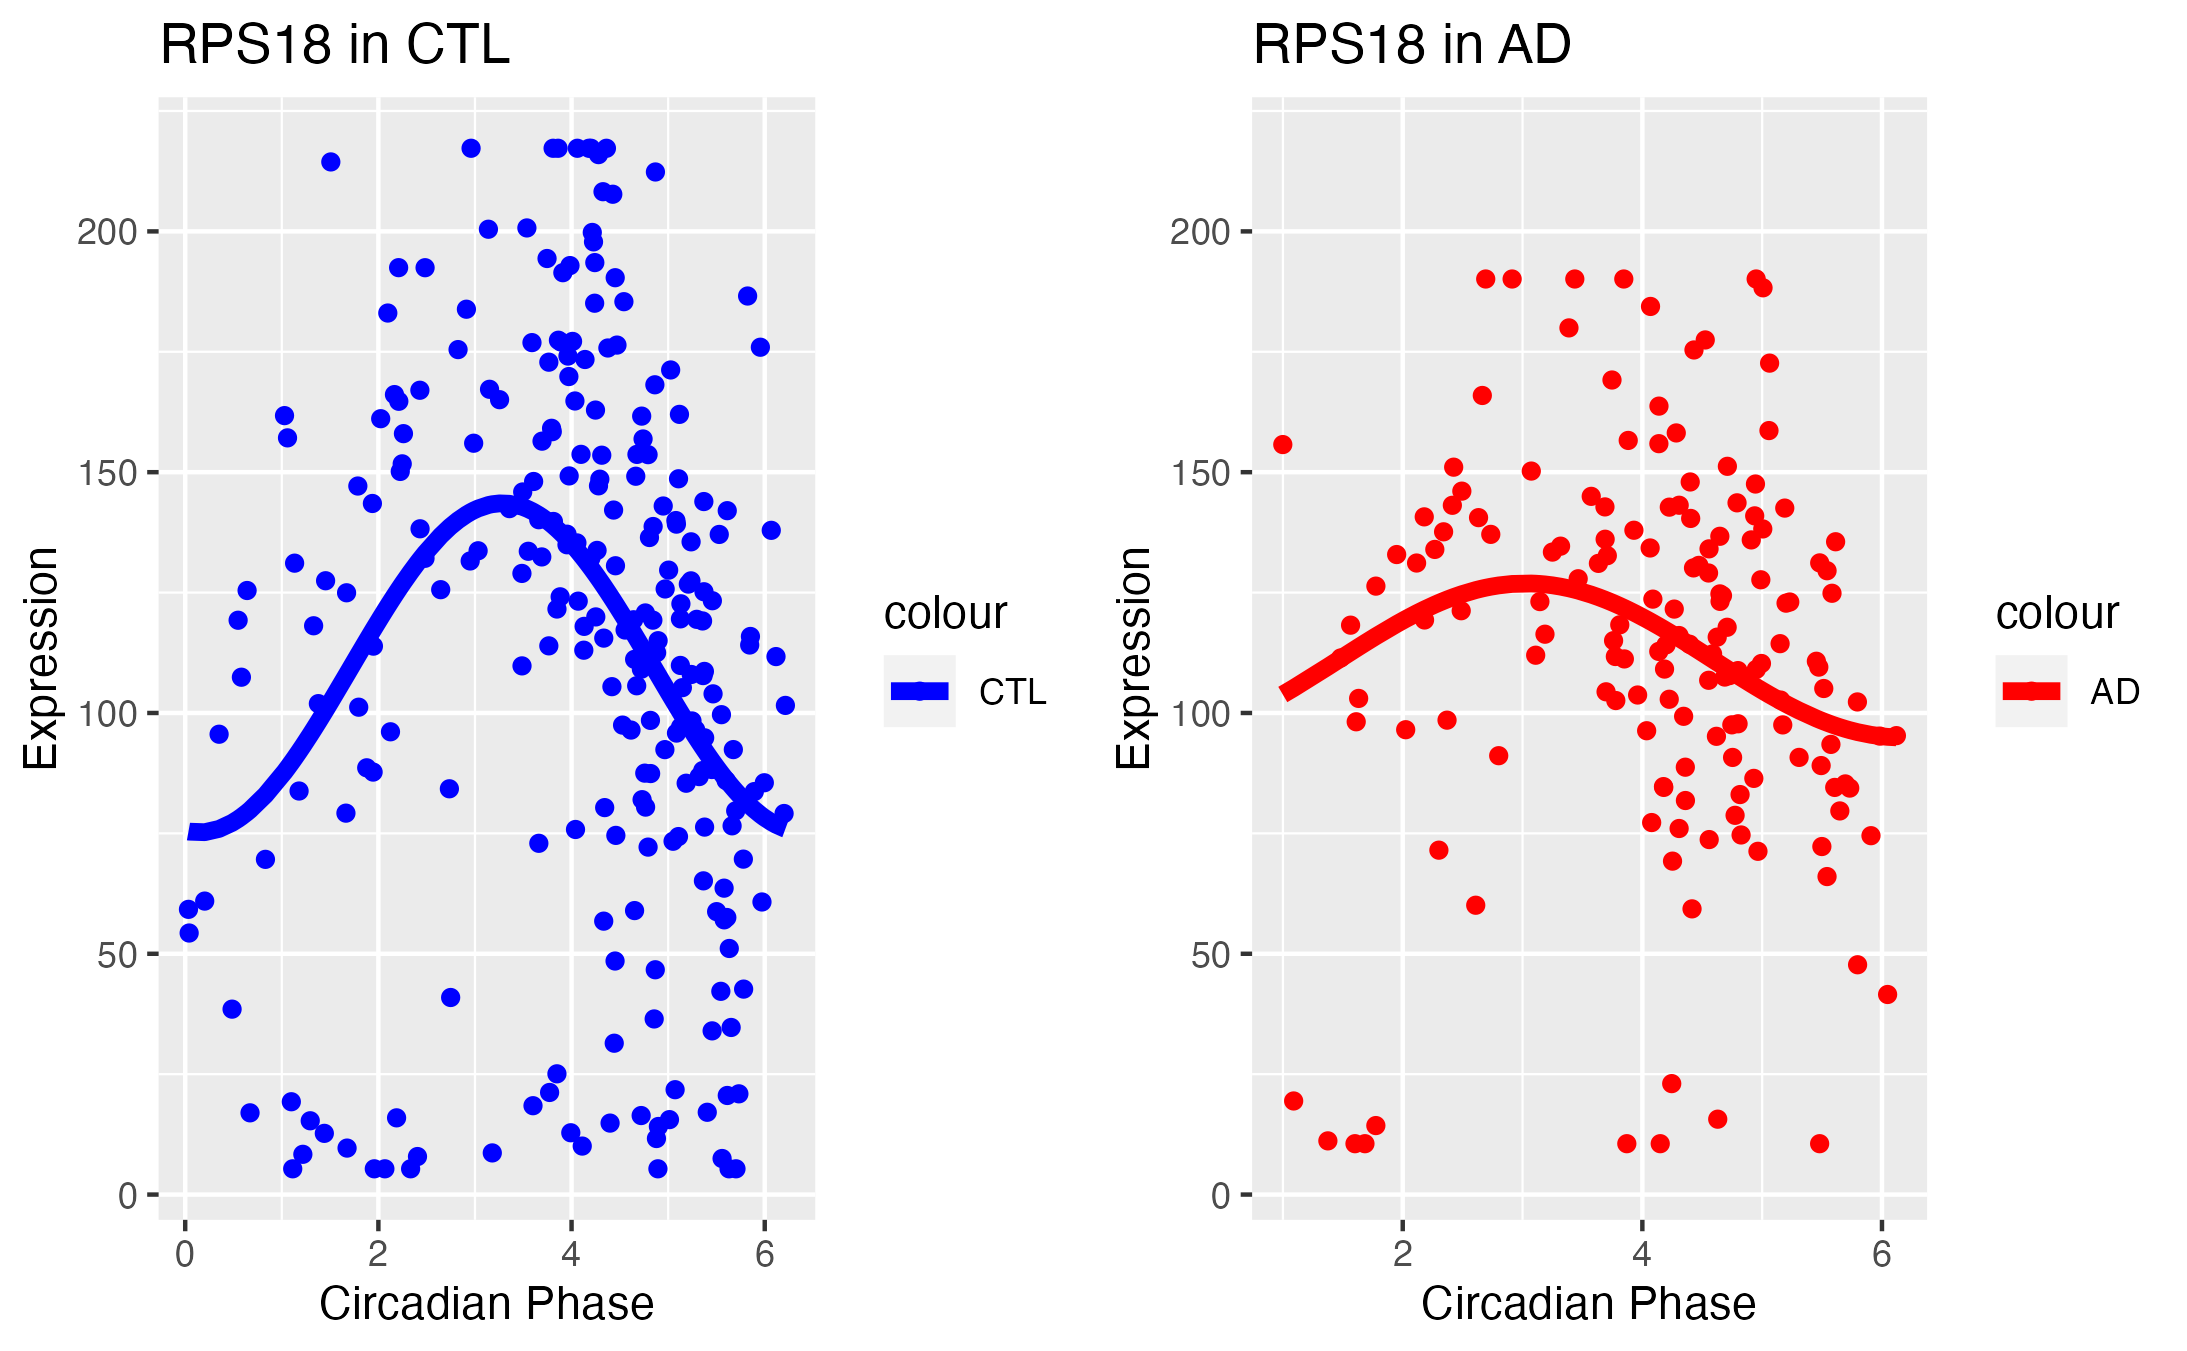 RPS18 in CTL
Expression
200
150
100
50
0
0 2 4 6
Circadian Phase
colour
CTL
RPS18 in AD
Expression
200
150
100
50
0
2 4 6
Circadian Phase
colour
AD